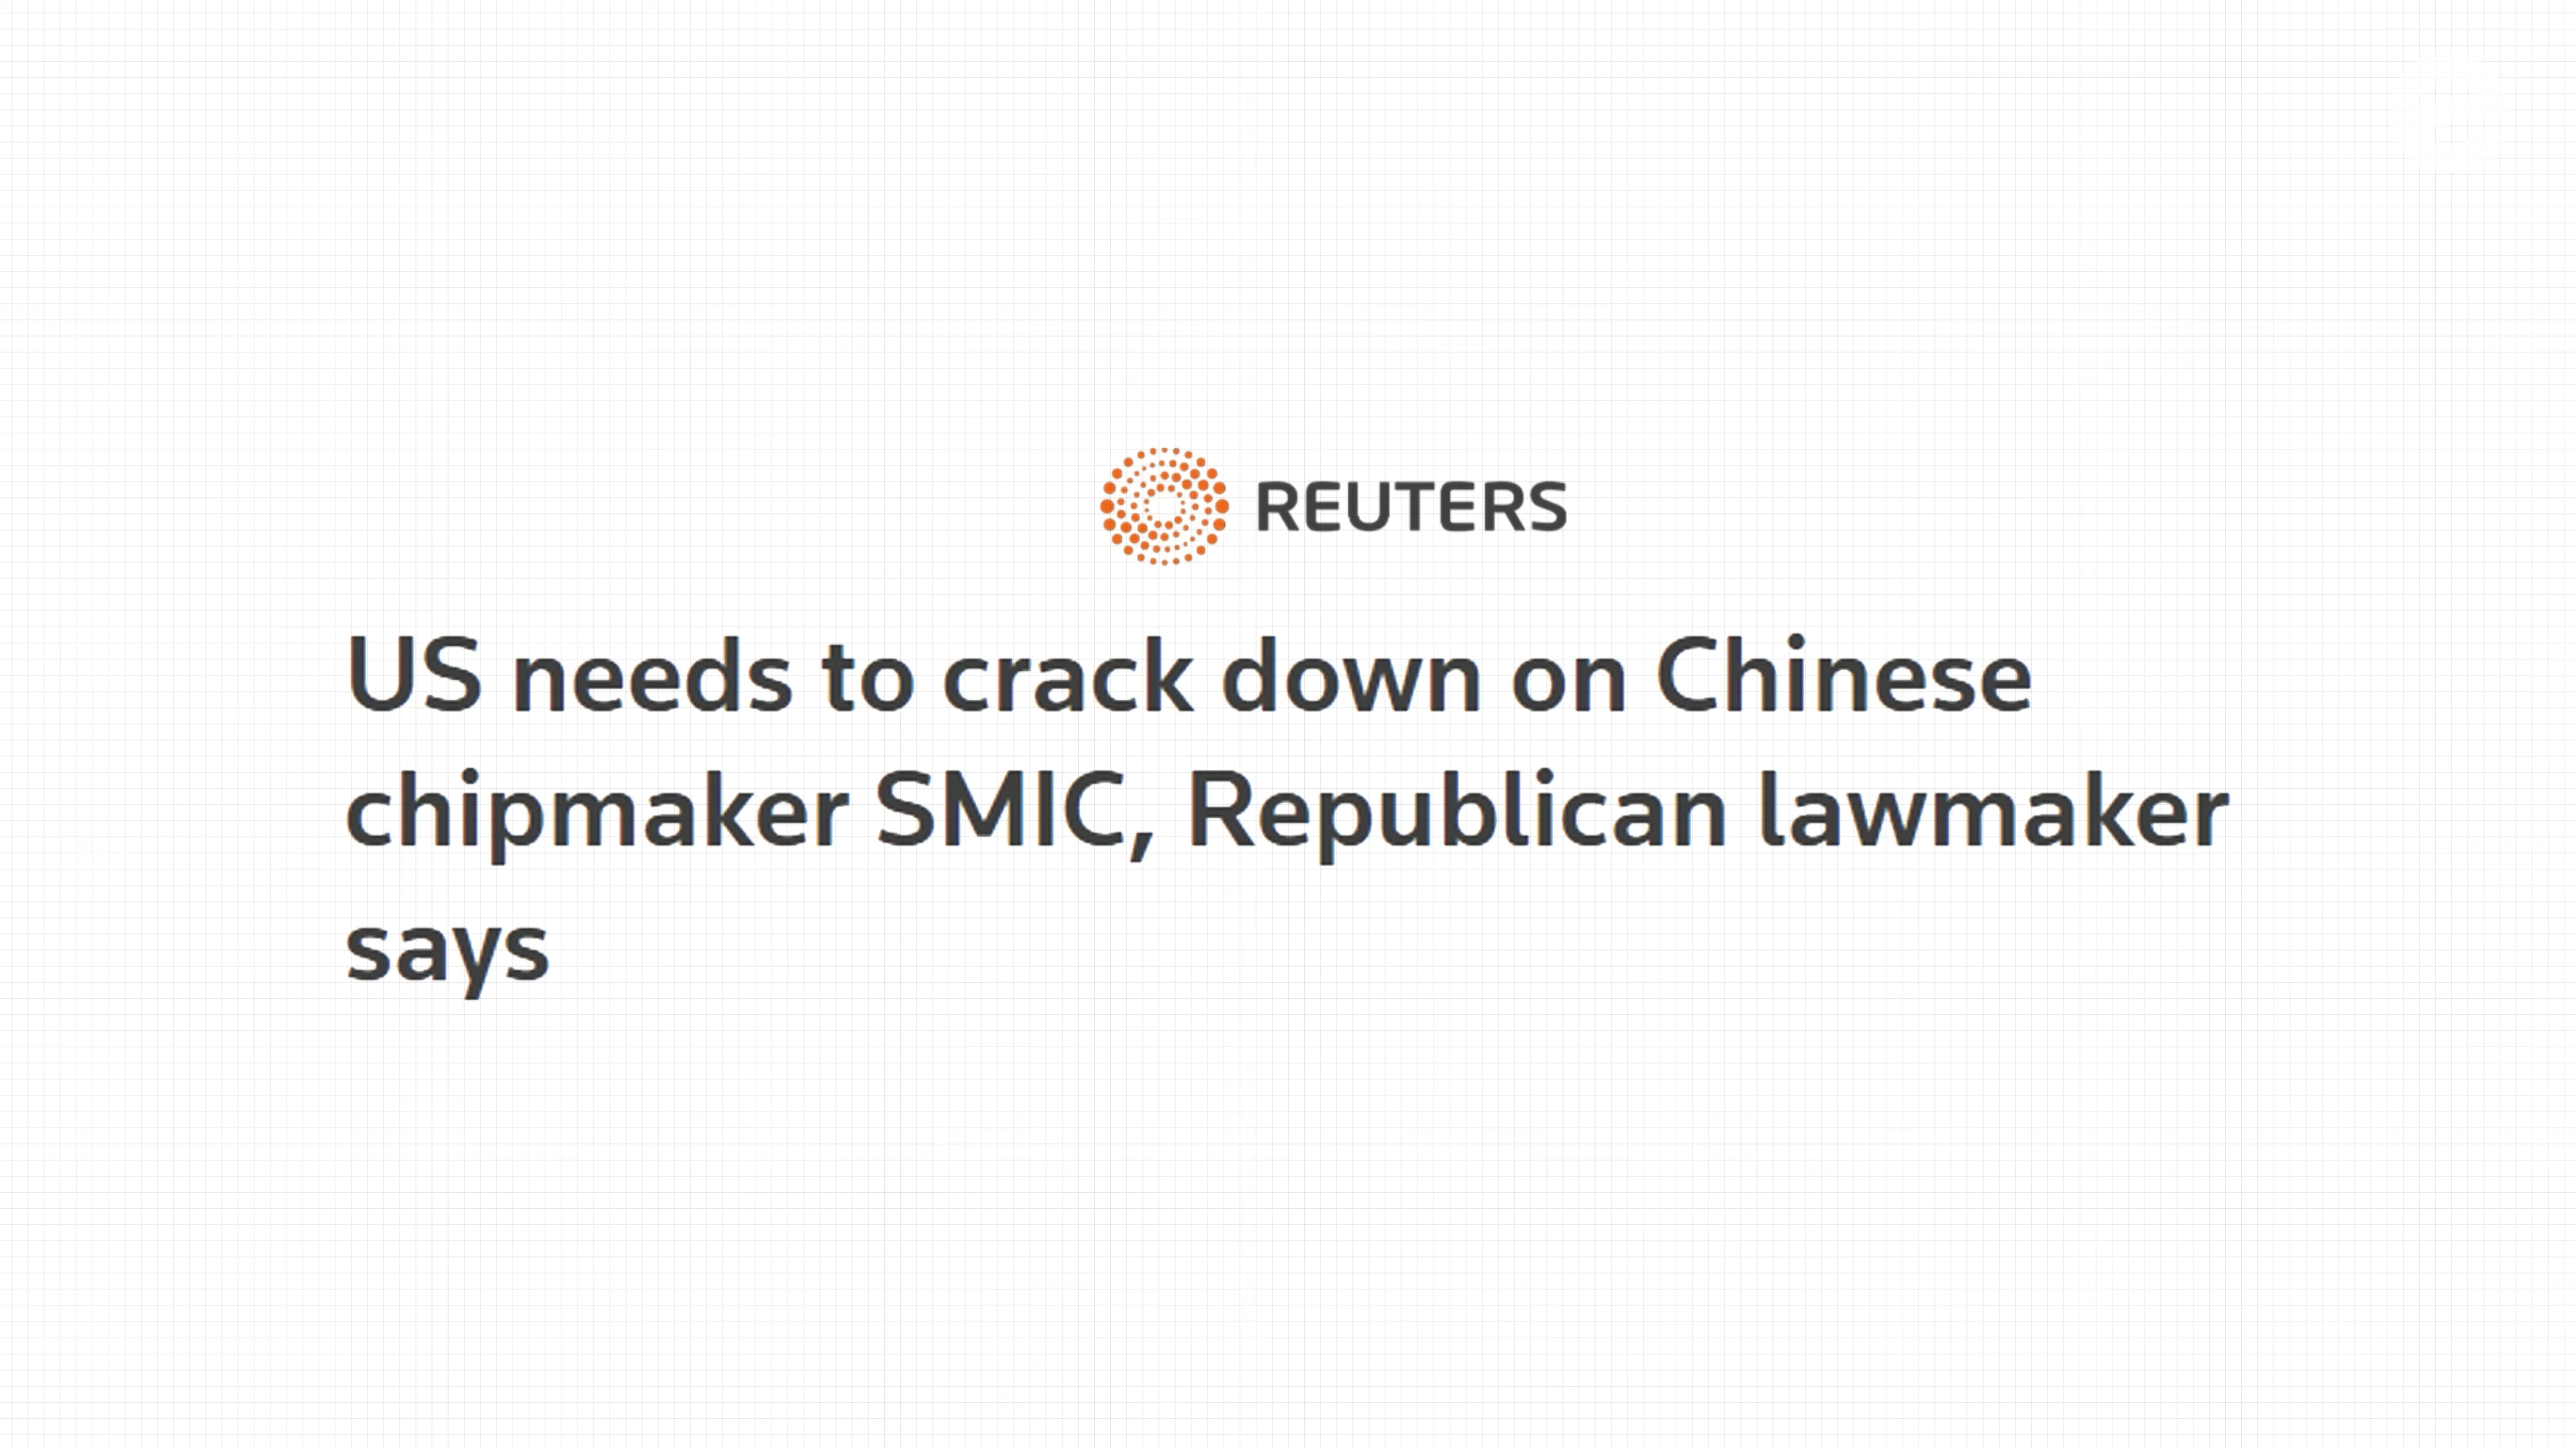 REUTERS
US needs to crack down on Chinese
chipmaker SMIC, Republican lawmaker
says